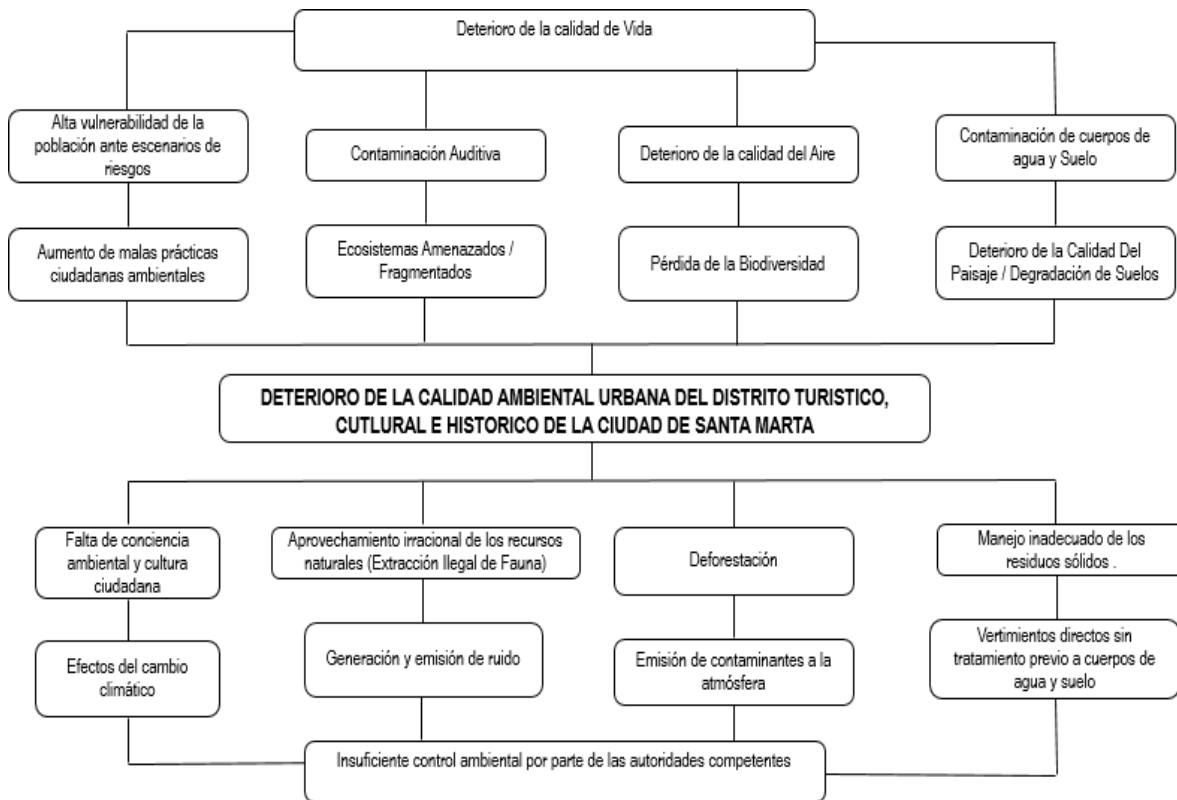 Deterioro de la calidad de Vida
Alta vulnerabilidad de la
población ante escenarios de
riesgos
Contaminación Auditiva
Deterioro de la calidad del Aire
Contaminación de cuerpos de
agua y Suelo
Aumento de malas prácticas
ciudadanas ambientales
Ecosistemas Amenazados /
Fragmentados
Pérdida de la Biodiversidad
Deterioro de la Calidad Del
Paisaje / Degradación de Suelos
DETERIORO DE LA CALIDAD AMBIENTAL URBANA DEL DISTRITO TURISTICO,
CUTLURAL E HISTORICO DE LA CIUDAD DE SANTA MARTA
Falta de conciencia
ambiental y cultura
ciudadana
Aprovechamiento irracional de los recursos
naturales (Extracción Ilegal de Fauna)
Deforestación
Manejo inadecuado de los
residuos sólidos .
Efectos del cambio
climático
Generación y emisión de ruido
Emisión de contaminantes a la
atmósfera
Vertimientos directos sin
tratamiento previo a cuerpos de
agua y suelo
Insuficiente control ambiental por parte de las autoridades competentes